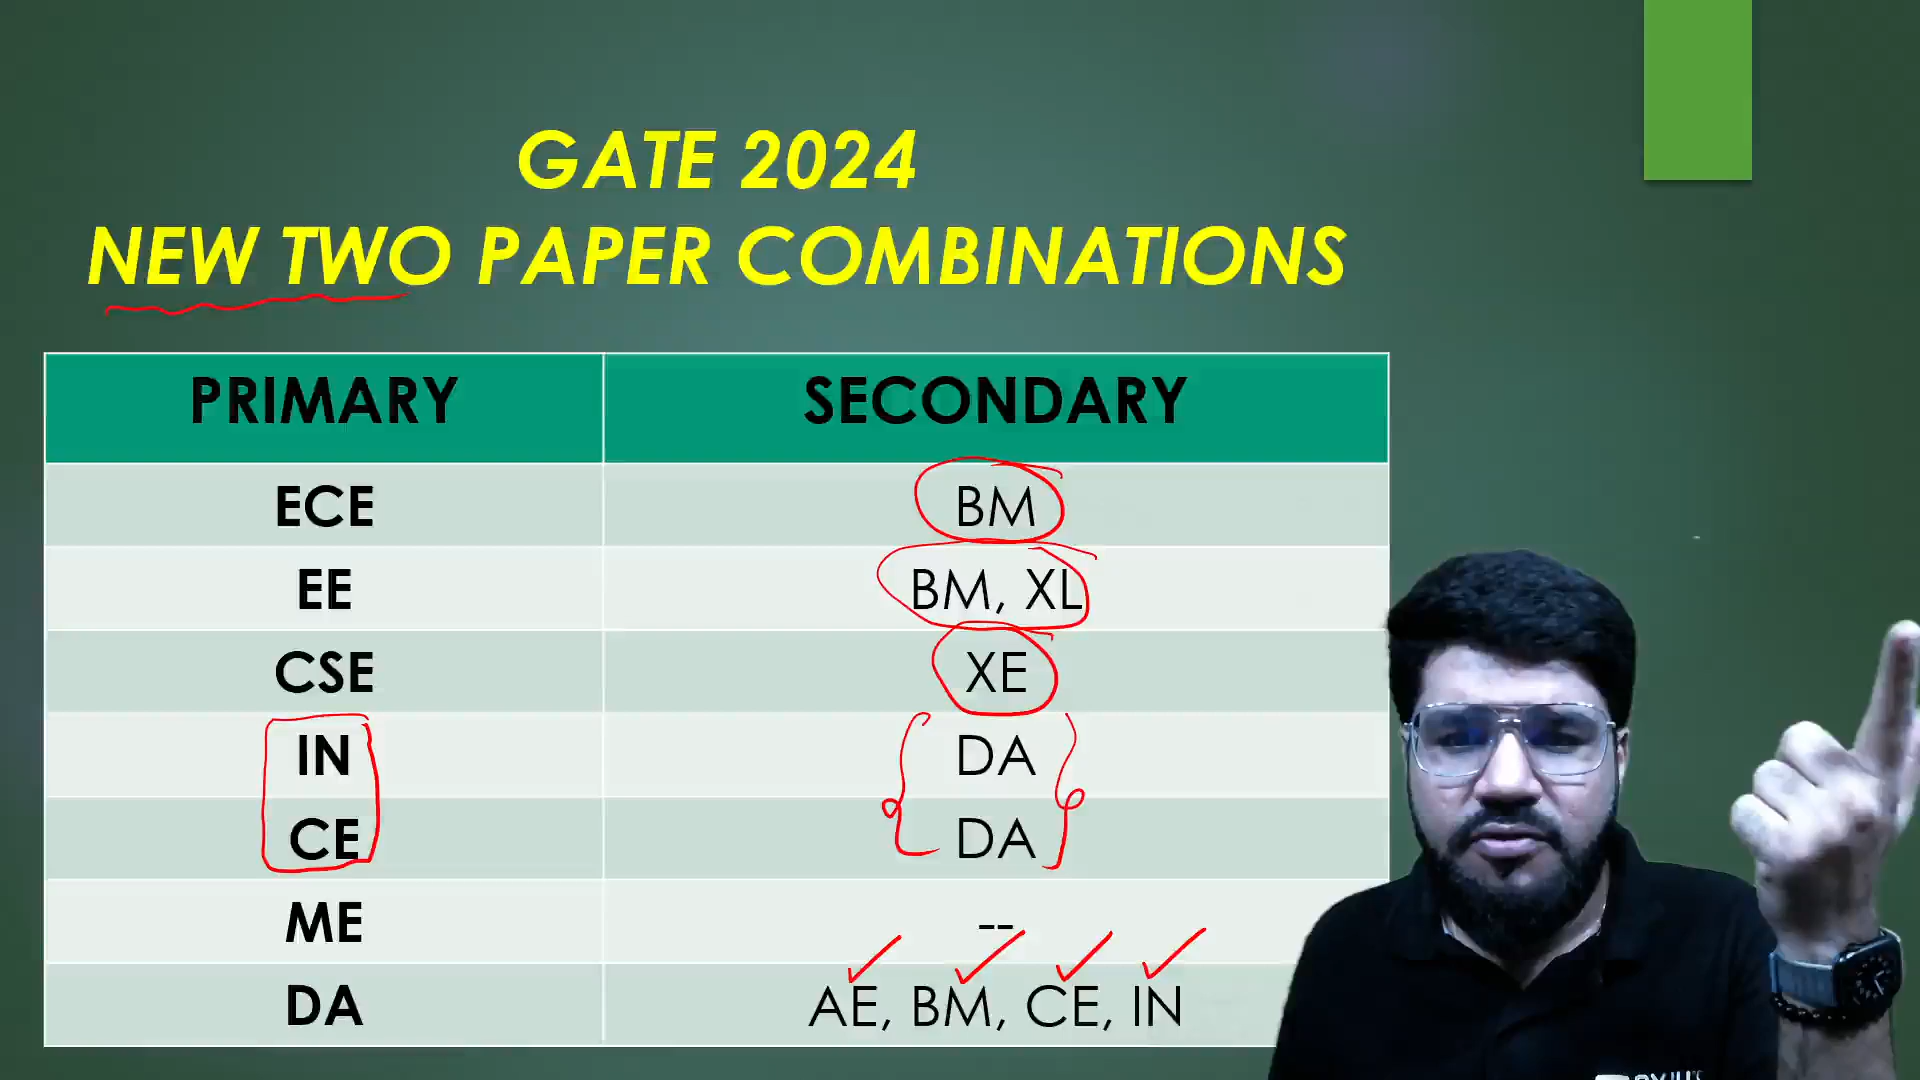 GATE 2024
NEW TWO PAPER COMBINATIONS
PRIMARY SECONDARY
ECE BM
EE BM, XL
CSE XE
IN DA
CE DA
ME --
DA AE, BM, CE, IN